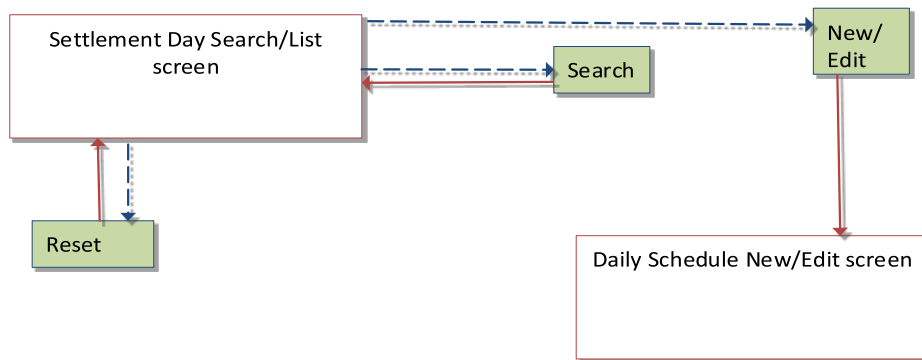 Settlement Day Search/List
screen
New/
Edit
Search
Reset
Daily Schedule New/Edit screen